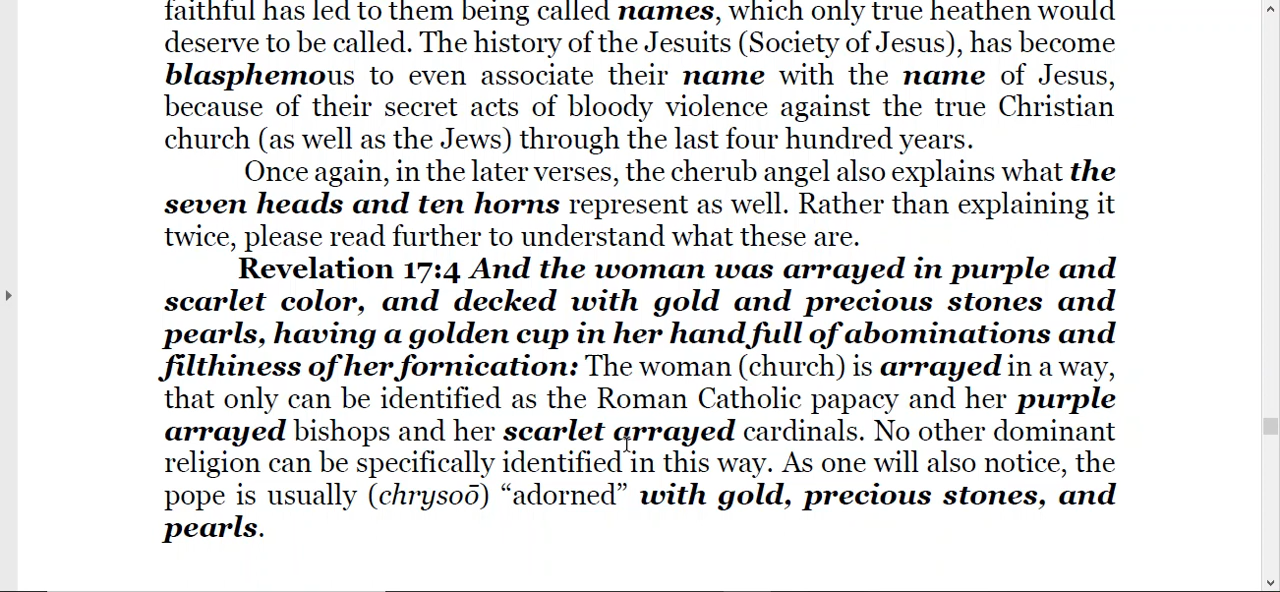 faithful has led to them being called names, which only true heathen would
deserve to be called. The history of the Jesuits (Society of Jesus), has become
blasphemous to even associate their name with the name of Jesus,
because of their secret acts of bloody violence against the true Christian
church (as well as the Jews) through the last four hundred years.
Once again, in the later verses, the cherub angel also explains what the
seven heads and ten horns represent as well. Rather than explaining it
twice, please read further to understand what these are.
Revelation 17:4 And the woman was arrayed in purple and
scarlet color, and decked with gold and precious stones and
pearls, having a golden cup in her hand full of abominations and
filthiness of her fornication: The woman (church) is arrayed in a way,
that only can be identified as the Roman Catholic papacy and her purple
arrayed bishops and her scarlet arrayed cardinals. No other dominant
religion can be specifically identified in this way. As one will also notice, the
pope is usually (chrysoō) “adorned” with gold, precious stones, and
pearls.